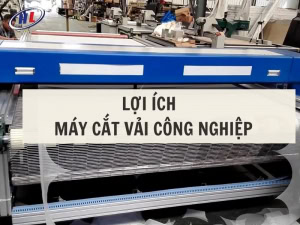 LỢI ÍCH
MÁY CẮT VẢI CÔNG NGHIỆP